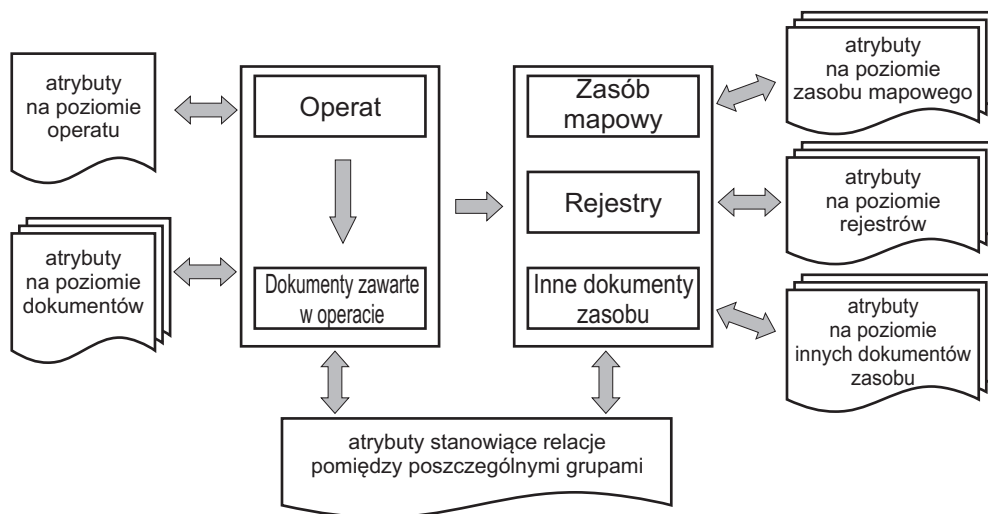 atrybuty
na poziomie
operatu
atrybuty
na poziomie
dokumentów
Operat
Dokumenty zawarte
w operacie
Zasób
mapowy
Rejestry
Inne dokumenty
zasobu
atrybuty
na poziomie
zasobu mapowego
atrybuty
na poziomie
rejestrów
atrybuty
na poziomie
innych dokumentów
zasobu
atrybuty stanowiące relacje
pomiędzy poszczególnymi grupami